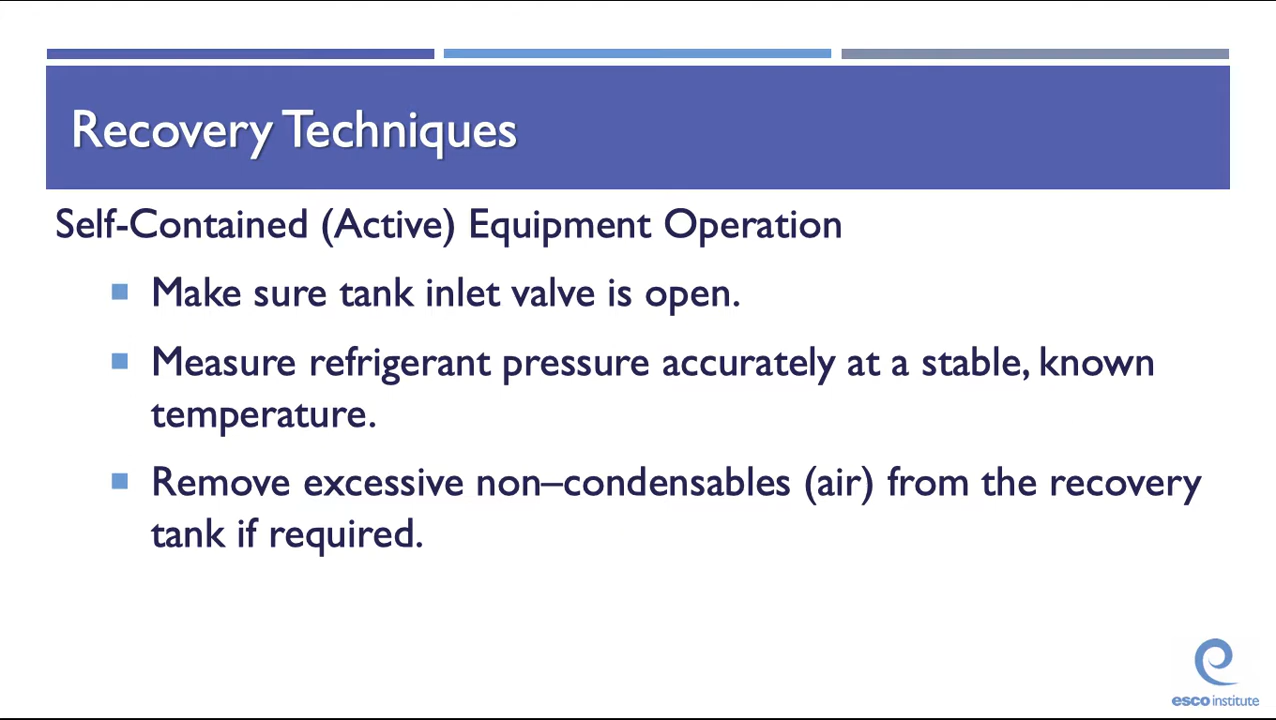 Recovery Techniques
Self-Contained (Active) Equipment Operation
Make sure tank inlet valve is open.
Measure refrigerant pressure accurately at a stable, known
temperature.
Remove excessive non–condensables (air) from the recovery
tank if required.
esco institute